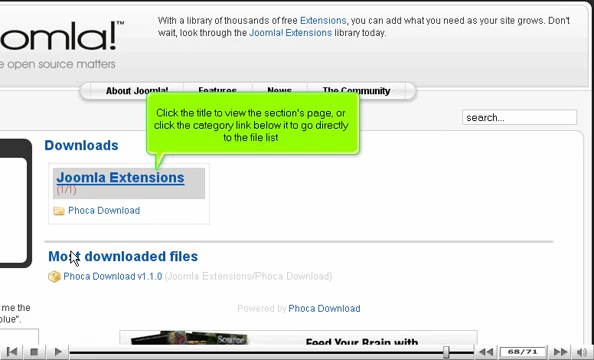 oomla!™
e open source matters
With a library of thousands of free Extensions, you can add what you need as your site grows. Don't
wait, look through the Joomla! Extensions library today.
About Joomla! Features News The Community
search...
Click the title to view the section's page, or
click the category link below it to go directly
to the file list
Downloads
Joomla Extensions
(1/1)
Phoca Download
Most downloaded files
Phoca Download v1.1.0 (Joomla Extensions/Phoca Download)
Powered by Phoca Download
me the
olue".
Source
Feed Your Brain with
68/71